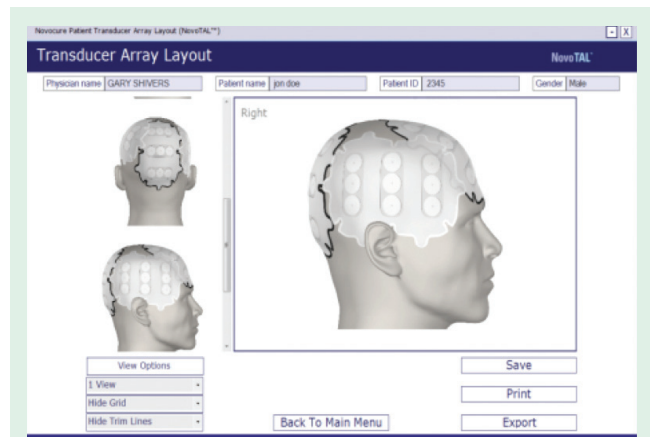 Novocure Patient Transducer Array Layout (NovoTAL™)
- X
Transducer Array Layout
NovoTAL™
Physician name GARY SHIVERS Patient name jon doe Patient ID 2345 Gender Male
Right
View Options
1 View
Hide Grid
Hide Trim Lines
Save
Print
Back To Main Menu
Export